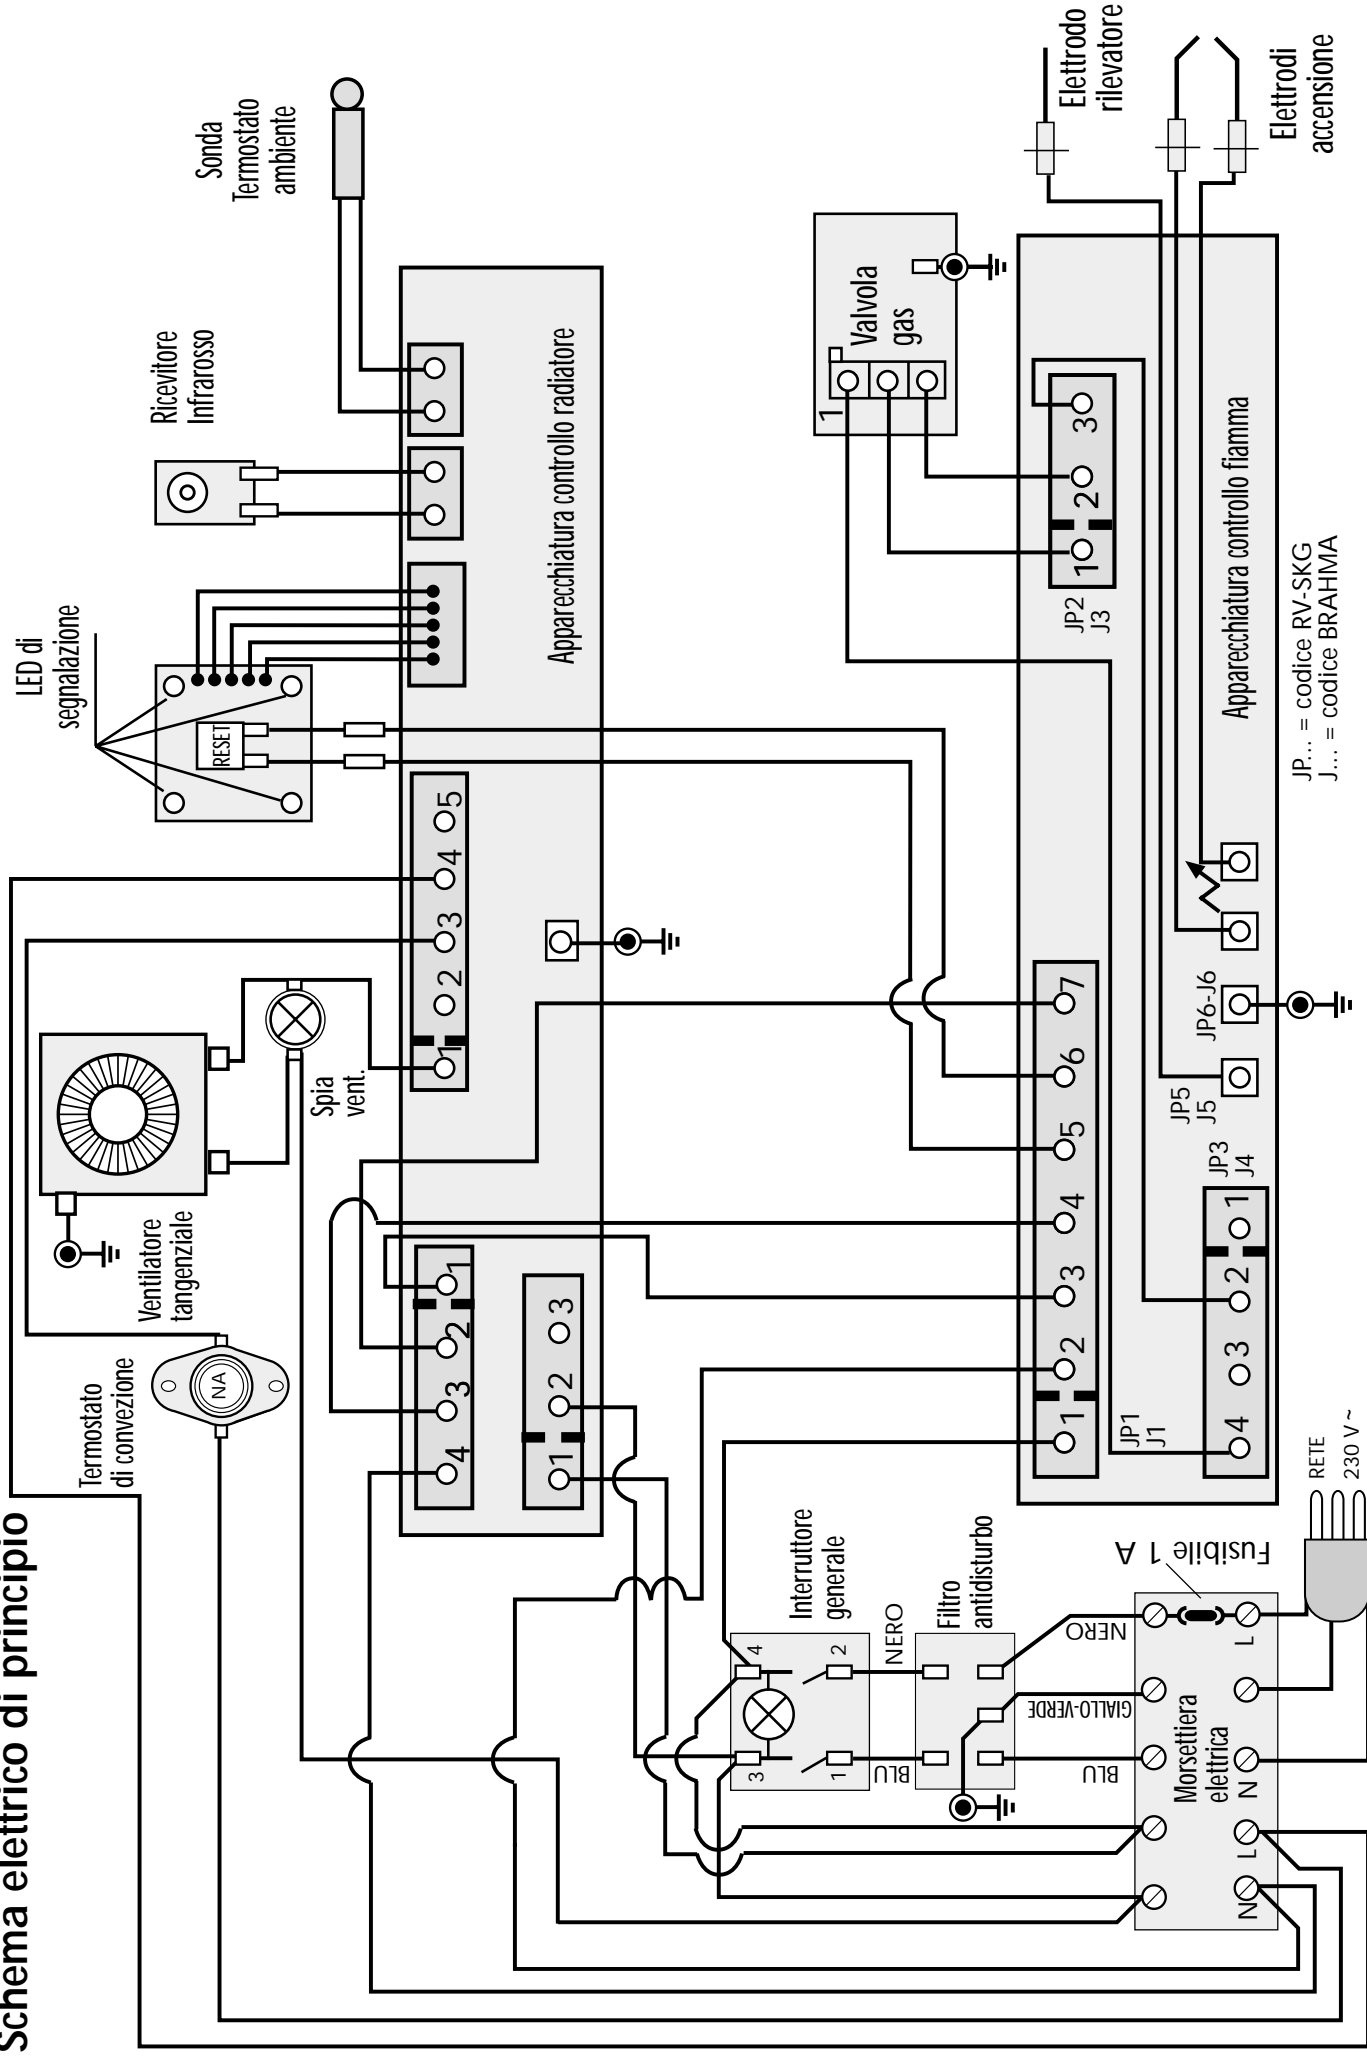 Schema elettrico di principio
LED di
segnalazione
Ricevitore
Infrarosso
Sonda
Termostato
ambiente
RESET
Ventilatore
tangenziale
Spia
vent.
Termostato
di convezione
NA
1
2
3
4
5
4
3
2
1
1
2
3
Apparecchiatura controllo radiatore
Valvola
gas
1
Elettrodo
rilevatore
Elettrodi
accensione
1
2
3
4
5
6
7
JP1
J1
1
2
3
JP2
J3
4
3
2
1
JP3
J4
JP5
J5
JP6-J6
Apparecchiatura controllo fiamma
JP... = codice RV-SKG
J... = codice BRAHMA
Interruttore
generale
3
4
1
2
NERO
BLU
Filtro
antidisturbo
NERO
GIALLO-VERDE
BLU
Fusibile 1 A
Morsettiera
elettrica
N
L
N
L
RETE
230 V ~